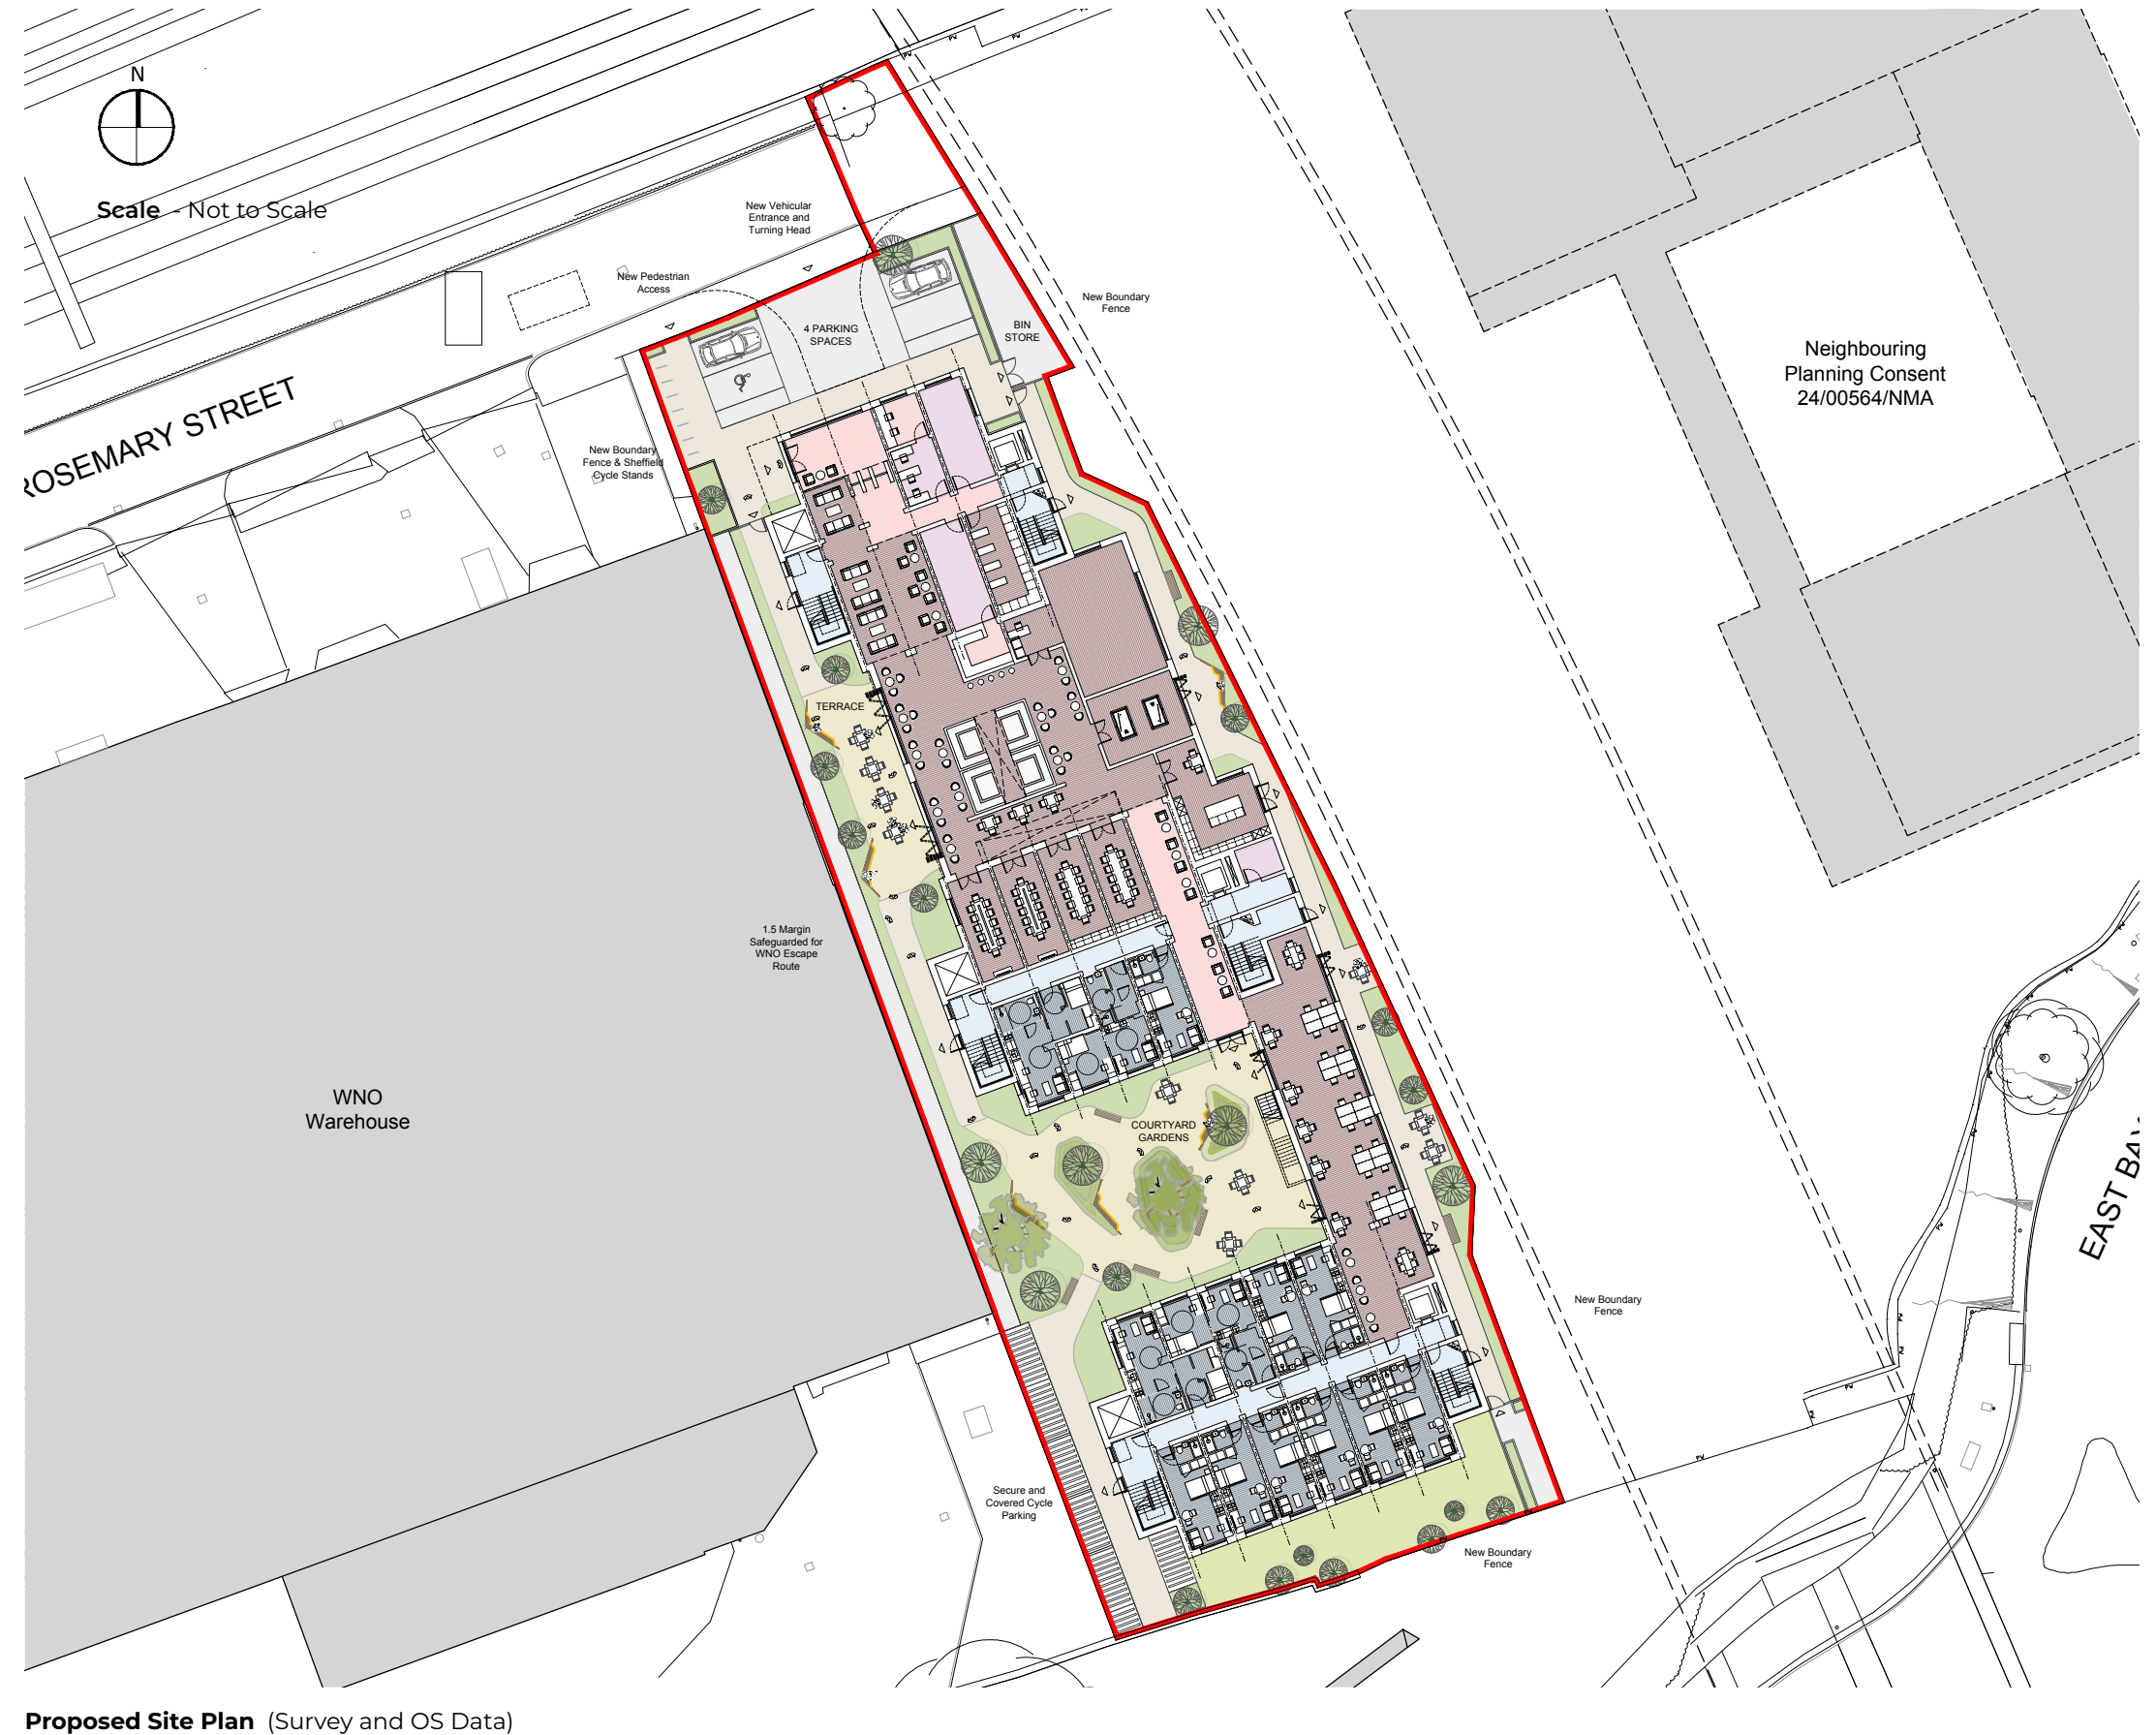 N
Scale - Not to Scale
New Vehicular
Entrance and
Turning Head
New Pedestrian
Access
New Boundary
Fence
4 PARKING
SPACES
BIN
STORE
Neighbouring
Planning Consent
24/00564/NMA
ROSEMARY STREET
New Boundary
Fence & Sheffield
Cycle Stands
TERRACE
1.5 Margin
Safeguarded for
WNO Escape
Route
WNO
Warehouse
COURTYARD
GARDENS
EAST BAY
New Boundary
Fence
Secure and
Covered Cycle
Parking
New Boundary
Fence
Proposed Site Plan (Survey and OS Data)